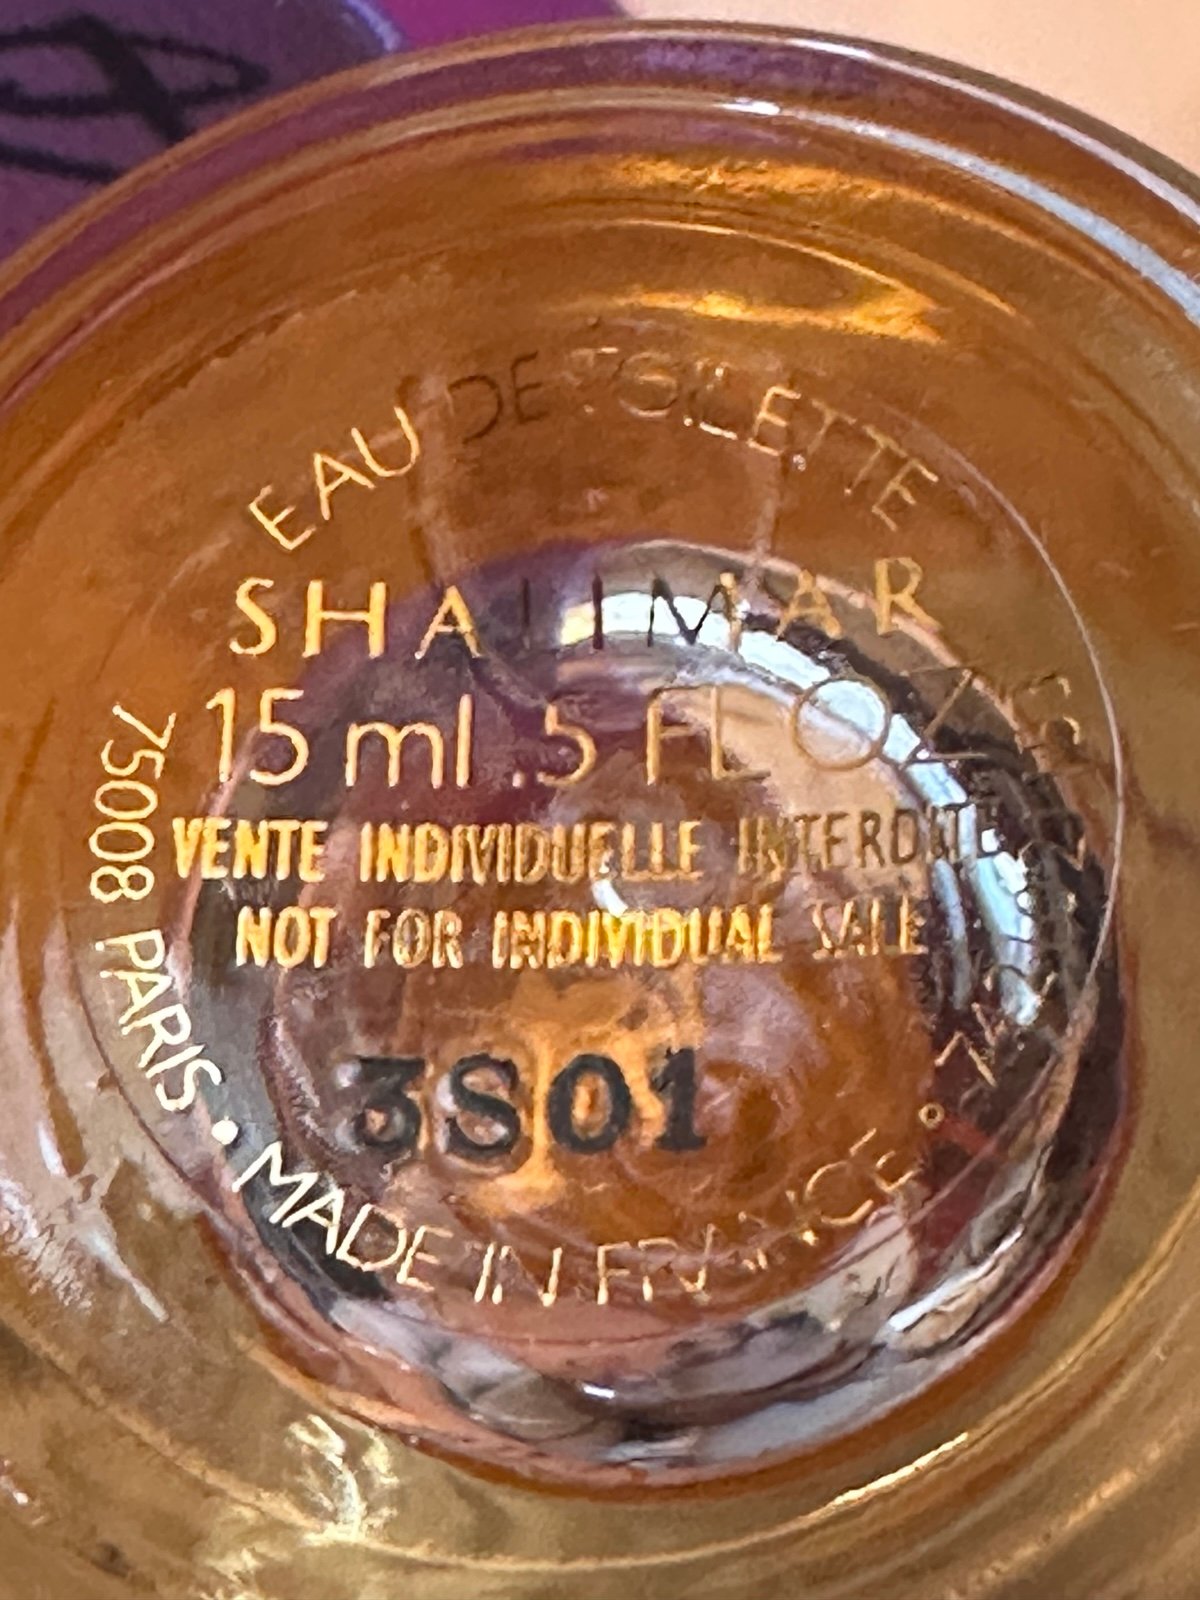 EAU DE TOILETTE
SHALIMAR
15 ml .5 FL OZ
VENTE INDIVIDUELLE INTERDITE
NOT FOR INDIVIDUAL SALE
3S01
75008 PARIS • MADE IN FRANCE •